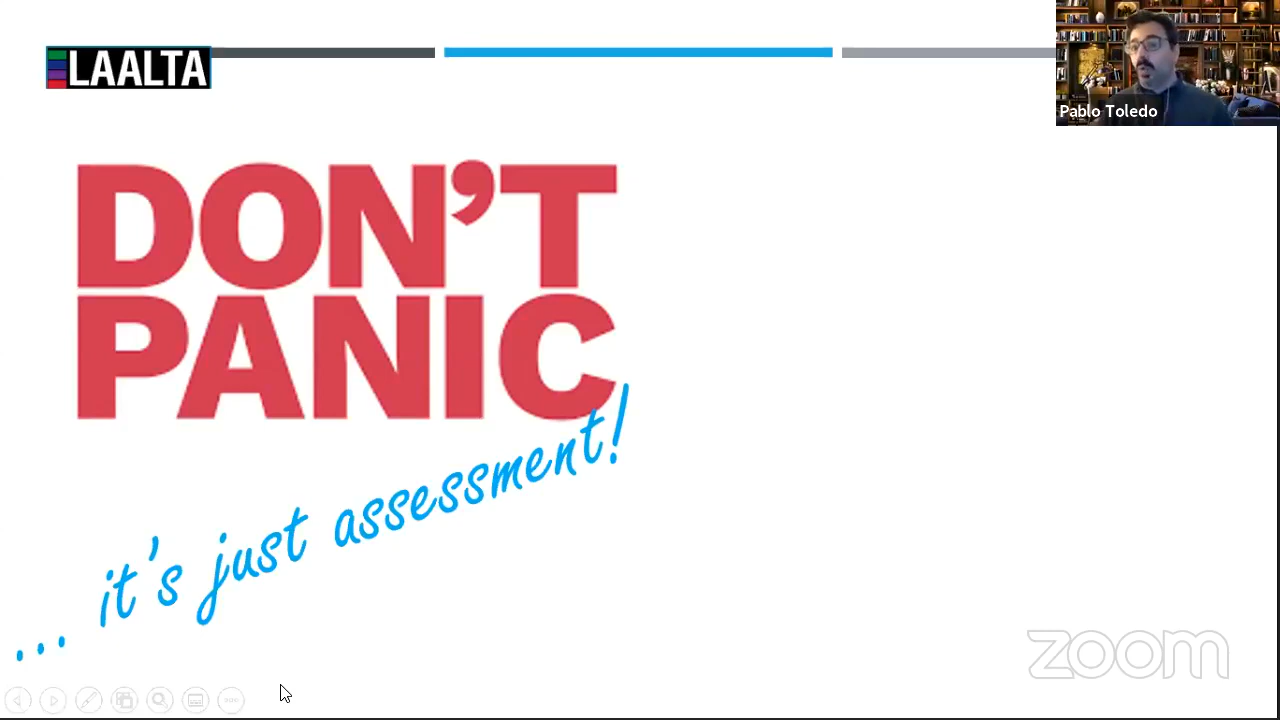 LAALTA
Pablo Toledo
DON'T
PANIC
... it's just assessment!
zoom